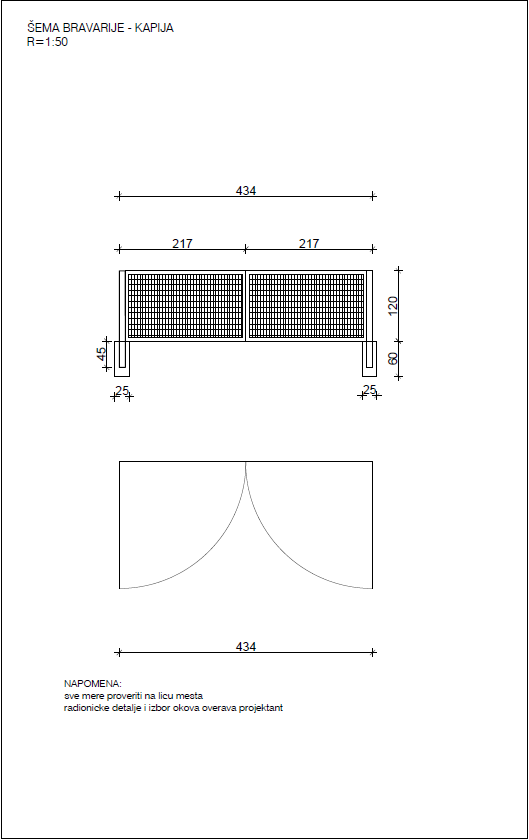 ŠEMA BRAVARIJE - KAPIJA
R=1:50
434
217 217
120
45
60
25 25
434
NAPOMENA:
sve mere proveriti na licu mesta
radionicke detalje i izbor okova overava projektant